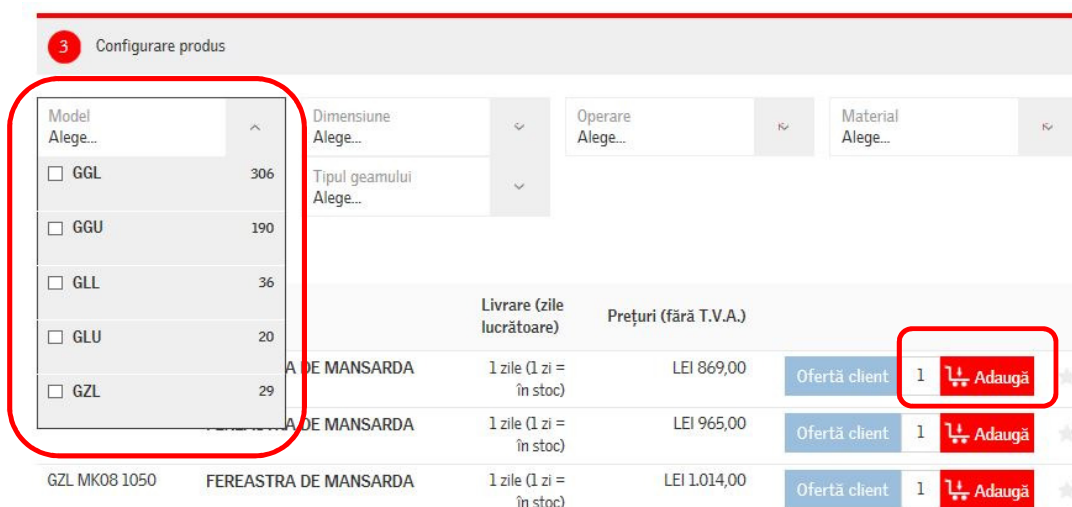 3 Configurare produs
Model
Alege...
Dimensiune
Alege...
Operare
Alege...
Material
Alege...
GGL 306
Tipul geamului
Alege...
GGU 190
GLL 36
GLU 20
GZL 29
Livrare (zile
lucrătoare)
Prețuri (fără T.V.A.)
A DE MANSARDA
1 zile (1 zi =
în stoc)
LEI 869,00
Ofertă client
1
Adaugă
DE MANSARDA
1 zile (1 zi =
în stoc)
LEI 965,00
Ofertă client
1
Adaugă
GZL MK08 1050
FEREASTRA DE MANSARDA
1 zile (1 zi =
în stoc)
LEI 1.014,00
Ofertă client
1
Adaugă